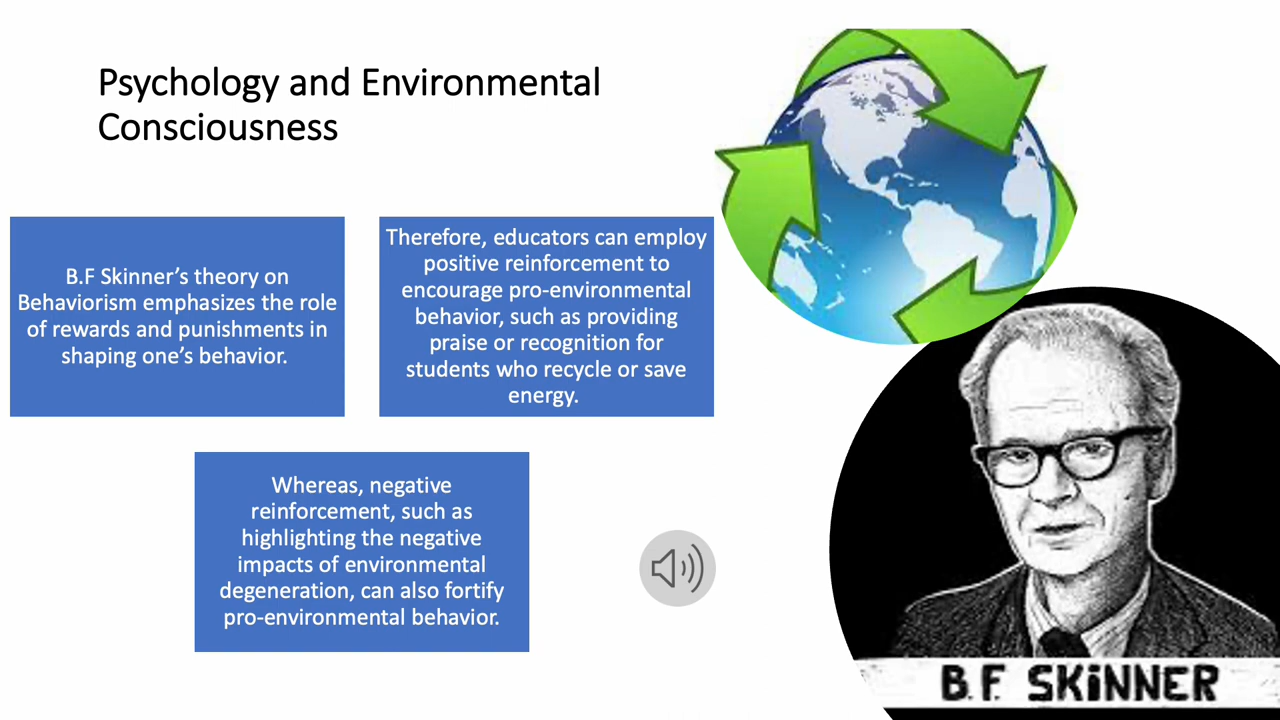 Psychology and Environmental
Consciousness
B.F Skinner’s theory on
Behaviorism emphasizes the role
of rewards and punishments in
shaping one’s behavior.
Therefore, educators can employ
positive reinforcement to
encourage pro-environmental
behavior, such as providing
praise or recognition for
students who recycle or save
energy.
Whereas, negative
reinforcement, such as
highlighting the negative
impacts of environmental
degeneration, can also fortify
pro-environmental behavior.
B.F. SKiNNER